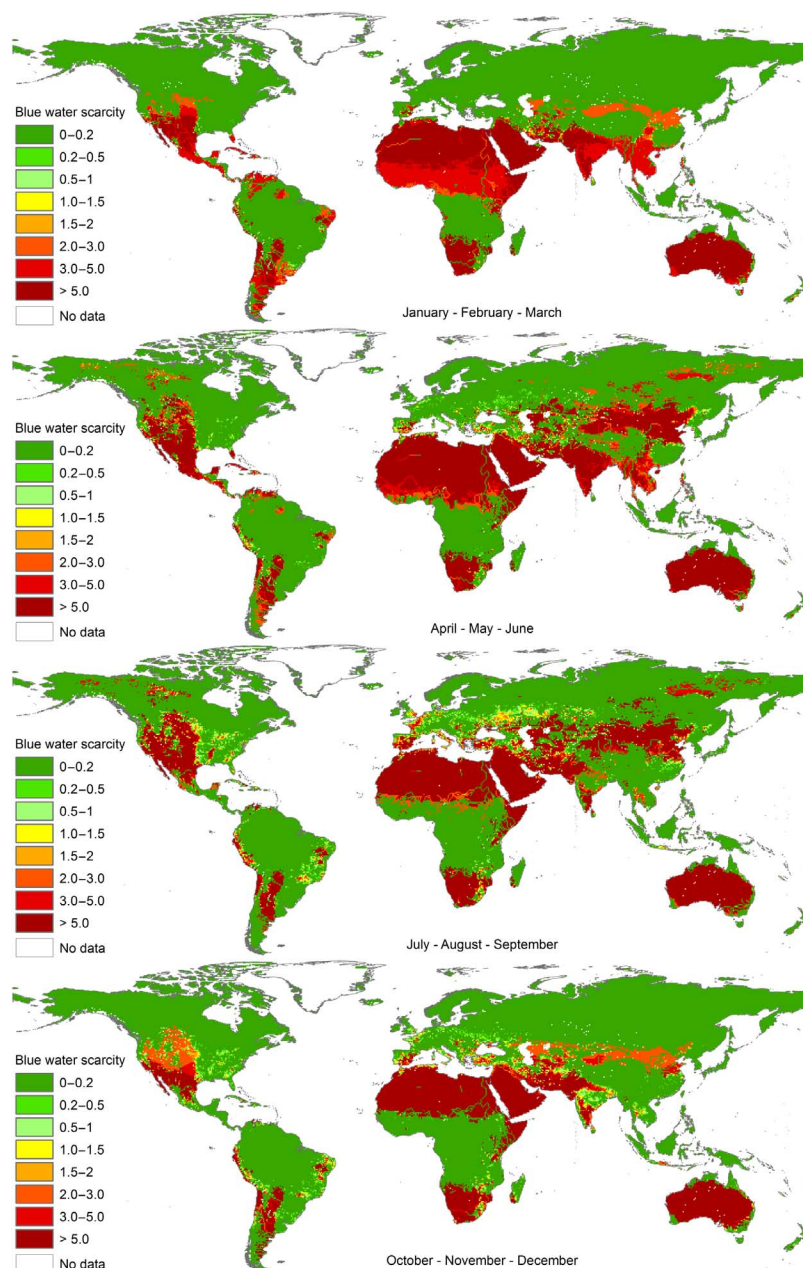 Blue water scarcity
0–0.2
0.2–0.5
0.5–1
1.0–1.5
1.5–2
2.0–3.0
3.0–5.0
> 5.0
No data
January - February - March
Blue water scarcity
0–0.2
0.2–0.5
0.5–1
1.0–1.5
1.5–2
2.0–3.0
3.0–5.0
> 5.0
No data
April - May - June
Blue water scarcity
0–0.2
0.2–0.5
0.5–1
1.0–1.5
1.5–2
2.0–3.0
3.0–5.0
> 5.0
No data
July - August - September
Blue water scarcity
0–0.2
0.2–0.5
0.5–1
1.0–1.5
1.5–2
2.0–3.0
3.0–5.0
> 5.0
No data
October - November - December